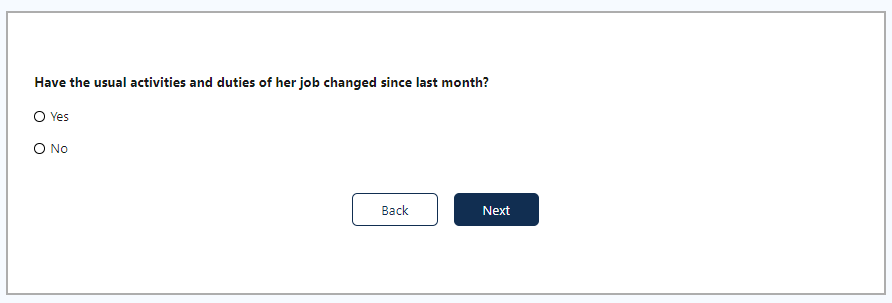 Have the usual activities and duties of her job changed since last month?
Yes
No
Back
Next